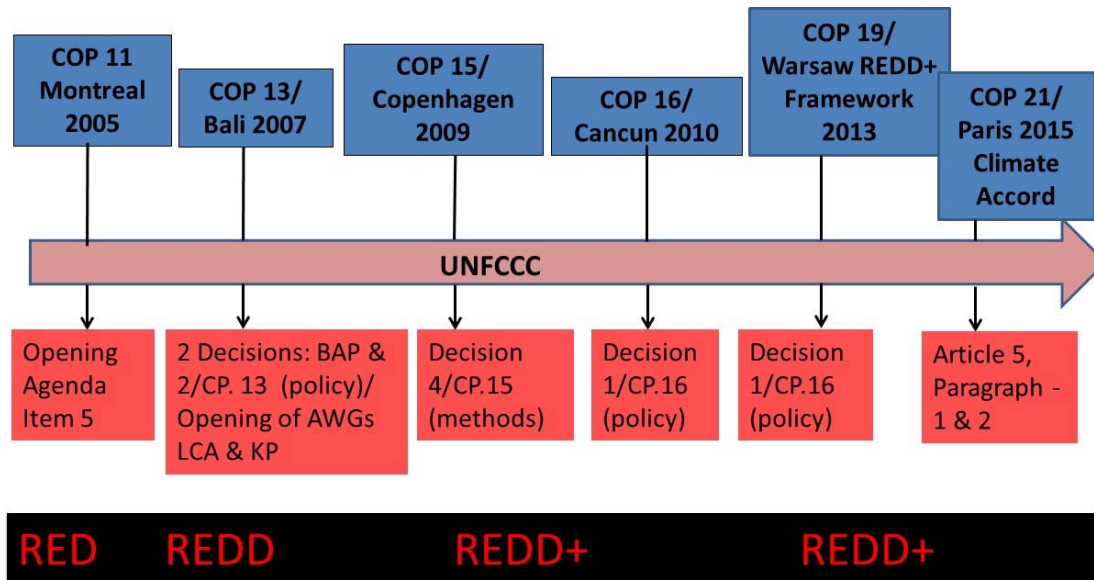 COP 11
Montreal
2005
COP 13/
Bali 2007
COP 15/
Copenhagen
2009
COP 16/
Cancun 2010
COP 19/
Warsaw REDD+
Framework
2013
COP 21/
Paris 2015
Climate
Accord
UNFCCC
Opening
Agenda
Item 5
2 Decisions: BAP &
2/CP. 13 (policy)/
Opening of AWGs
LCA & KP
Decision
4/CP.15
(methods)
Decision
1/CP.16
(policy)
Decision
1/CP.16
(policy)
Article 5,
Paragraph -
1 & 2
RED
REDD
REDD+
REDD+